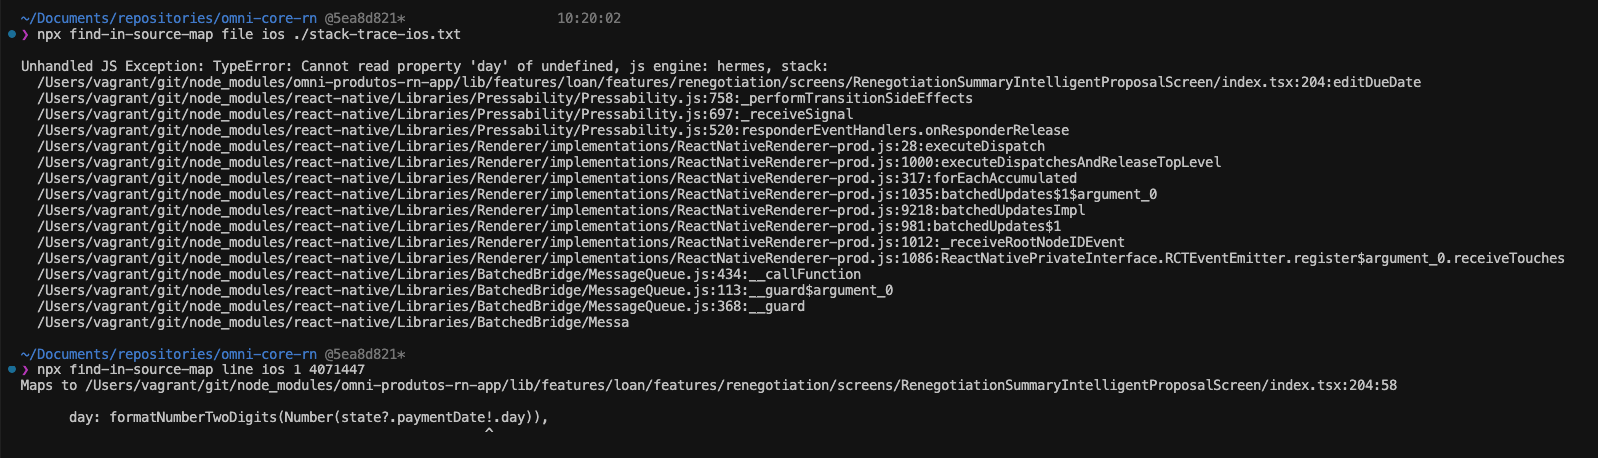 ~/Documents/repositories/omni-core-rn @5ea8d821* 10:20:02
❯ npx find-in-source-map file ios ./stack-trace-ios.txt
Unhandled JS Exception: TypeError: Cannot read property 'day' of undefined, js engine: hermes, stack:
/Users/vagrant/git/node_modules/omni-produtos-rn-app/lib/features/loan/features/renegotiation/screens/RenegotiationSummaryIntelligentProposalScreen/index.tsx:204:editDueDate
/Users/vagrant/git/node_modules/react-native/Libraries/Pressability/Pressability.js:758:_performTransitionSideEffects
/Users/vagrant/git/node_modules/react-native/Libraries/Pressability/Pressability.js:697:_receiveSignal
/Users/vagrant/git/node_modules/react-native/Libraries/Pressability/Pressability.js:520:responderEventHandlers.onResponderRelease
/Users/vagrant/git/node_modules/react-native/Libraries/Renderer/implementations/ReactNativeRenderer-prod.js:28:executeDispatch
/Users/vagrant/git/node_modules/react-native/Libraries/Renderer/implementations/ReactNativeRenderer-prod.js:1000:executeDispatchesAndReleaseTopLevel
/Users/vagrant/git/node_modules/react-native/Libraries/Renderer/implementations/ReactNativeRenderer-prod.js:317:forEachAccumulated
/Users/vagrant/git/node_modules/react-native/Libraries/Renderer/implementations/ReactNativeRenderer-prod.js:1035:batchedUpdates$1$argument_0
/Users/vagrant/git/node_modules/react-native/Libraries/Renderer/implementations/ReactNativeRenderer-prod.js:9218:batchedUpdatesImpl
/Users/vagrant/git/node_modules/react-native/Libraries/Renderer/implementations/ReactNativeRenderer-prod.js:981:batchedUpdates$1
/Users/vagrant/git/node_modules/react-native/Libraries/Renderer/implementations/ReactNativeRenderer-prod.js:1012:_receiveRootNodeIDEvent
/Users/vagrant/git/node_modules/react-native/Libraries/Renderer/implementations/ReactNativeRenderer-prod.js:1086:ReactNativePrivateInterface.RCTEventEmitter.register$argument_0.receiveTouches
/Users/vagrant/git/node_modules/react-native/Libraries/BatchedBridge/MessageQueue.js:434:__callFunction
/Users/vagrant/git/node_modules/react-native/Libraries/BatchedBridge/MessageQueue.js:113:__guard$argument_0
/Users/vagrant/git/node_modules/react-native/Libraries/BatchedBridge/MessageQueue.js:368:__guard
/Users/vagrant/git/node_modules/react-native/Libraries/BatchedBridge/Messa
~/Documents/repositories/omni-core-rn @5ea8d821*
❯ npx find-in-source-map line ios 1 4071447
Maps to /Users/vagrant/git/node_modules/omni-produtos-rn-app/lib/features/loan/features/renegotiation/screens/RenegotiationSummaryIntelligentProposalScreen/index.tsx:204:58
day: formatNumberTwoDigits(Number(state?.paymentDate!.day)),
^